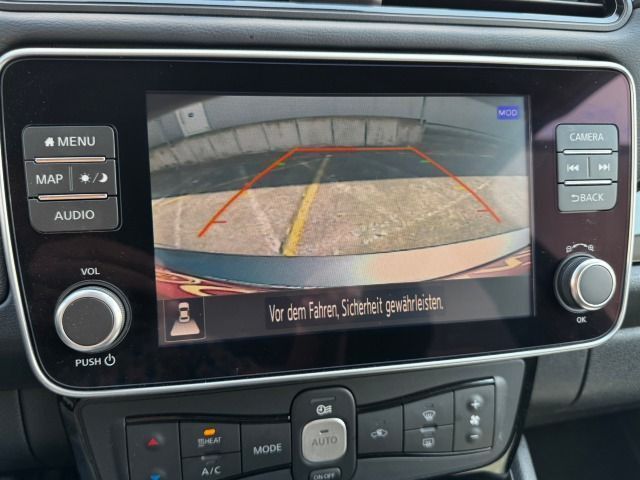 MENU
MAP
AUDIO
VOL
PUSH
MOD
Vor dem Fahren, Sicherheit gewährleisten.
CAMERA
BACK
OK
HEAT
A/C
MODE
AUTO
ON·OFF